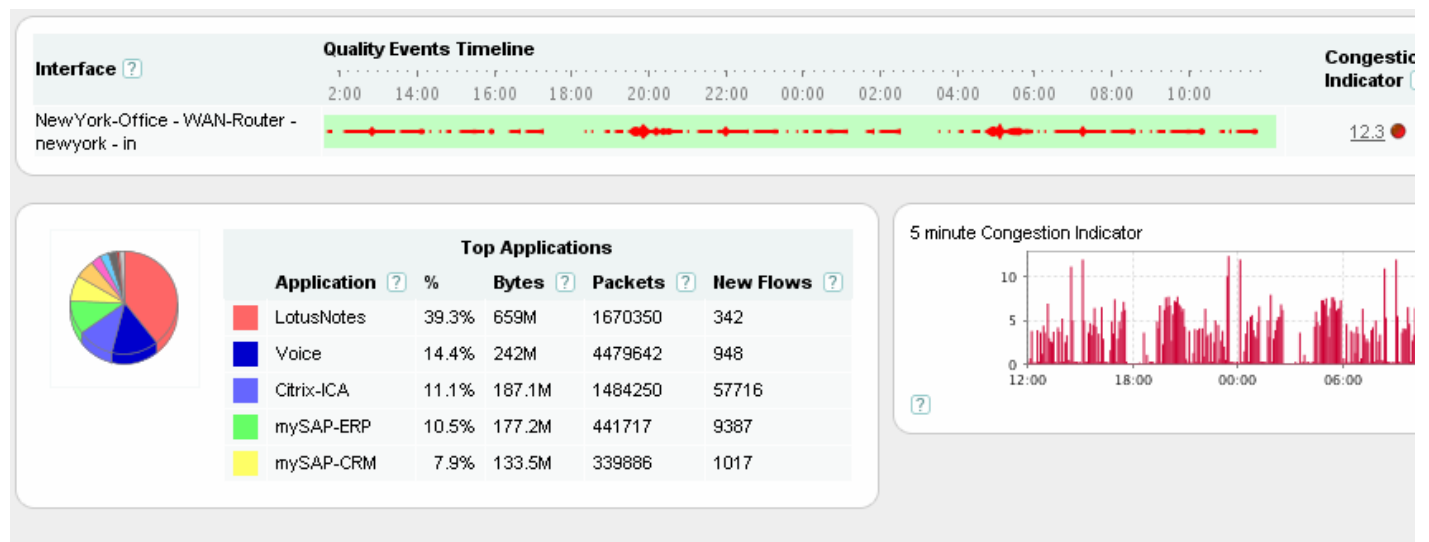 Quality Events Timeline
Interface ?
Congestic
Indicator
2:00 14:00 16:00 18:00 20:00 22:00 00:00 02:00 04:00 06:00 08:00 10:00
NewYork-Office - WAN-Router -
newyork - in
12.3
Top Applications
Application ? % Bytes ? Packets ? New Flows ?
LotusNotes 39.3% 659M 1670350 342
Voice 14.4% 242M 4479642 948
Citrix-ICA 11.1% 187.1M 1484250 57716
mySAP-ERP 10.5% 177.2M 441717 9387
mySAP-CRM 7.9% 133.5M 339886 1017
5 minute Congestion Indicator
10
5
0
12:00 18:00 00:00 06:00
?